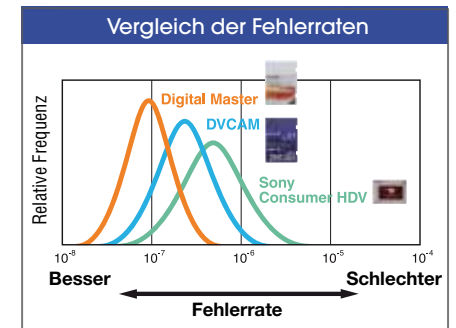 Vergleich der Fehlerraten
Relative Frequenz
Digital Master
DVCAM
Sony
Consumer HDV
10⁻⁸ 10⁻⁷ 10⁻⁶ 10⁻⁵ 10⁻⁴
Besser Schlechter
Fehlerrate